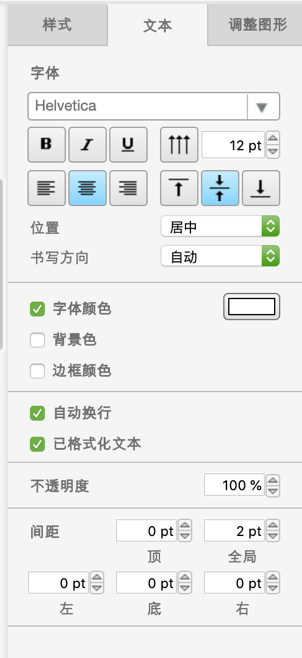 样式 文本 调整图形
字体
Helvetica
B I U 12 pt
位置 居中
书写方向 自动
字体颜色
背景色
边框颜色
自动换行
已格式化文本
不透明度 100 %
间距 0 pt 2 pt
顶 全局
0 pt 0 pt 0 pt
左 底 右